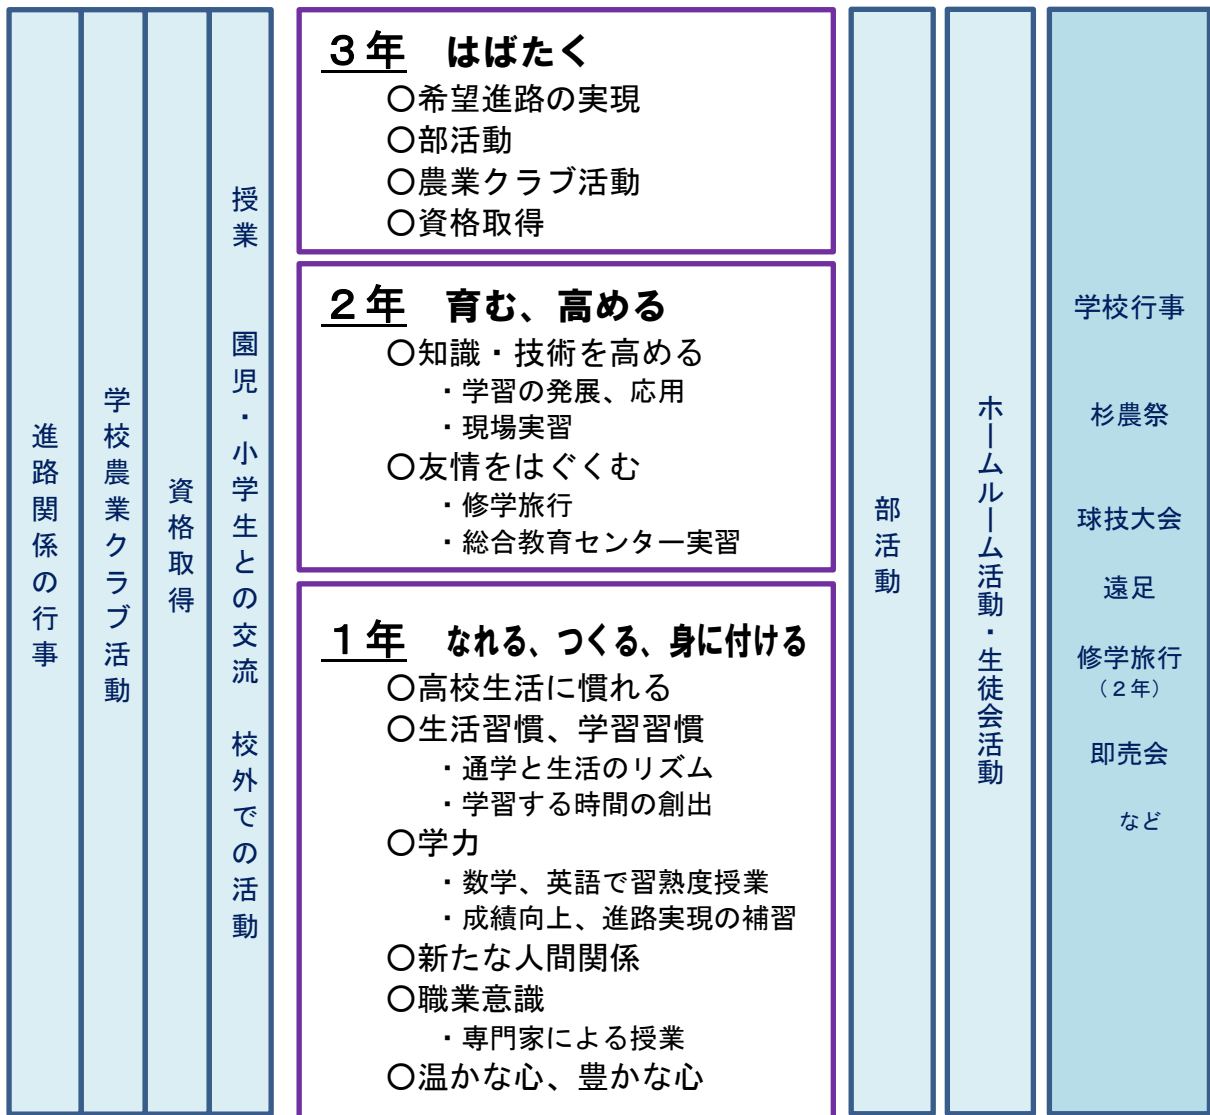 進路関係の行事
学校農業クラブ活動
資格取得
授業　園児・小学生との交流　校外での活動
３年　はばたく
〇希望進路の実現
〇部活動
〇農業クラブ活動
〇資格取得
２年　育む、高める
〇知識・技術を高める
・学習の発展、応用
・現場実習
〇友情をはぐくむ
・修学旅行
・総合教育センター実習
１年　なれる、つくる、身に付ける
〇高校生活に慣れる
〇生活習慣、学習習慣
・通学と生活のリズム
・学習する時間の創出
〇学力
・数学、英語で習熟度授業
・成績向上、進路実現の補習
〇新たな人間関係
〇職業意識
・専門家による授業
〇温かな心、豊かな心
部活動
ホームルーム活動・生徒会活動
学校行事
杉農祭
球技大会
遠足
修学旅行
（２年）
即売会
など